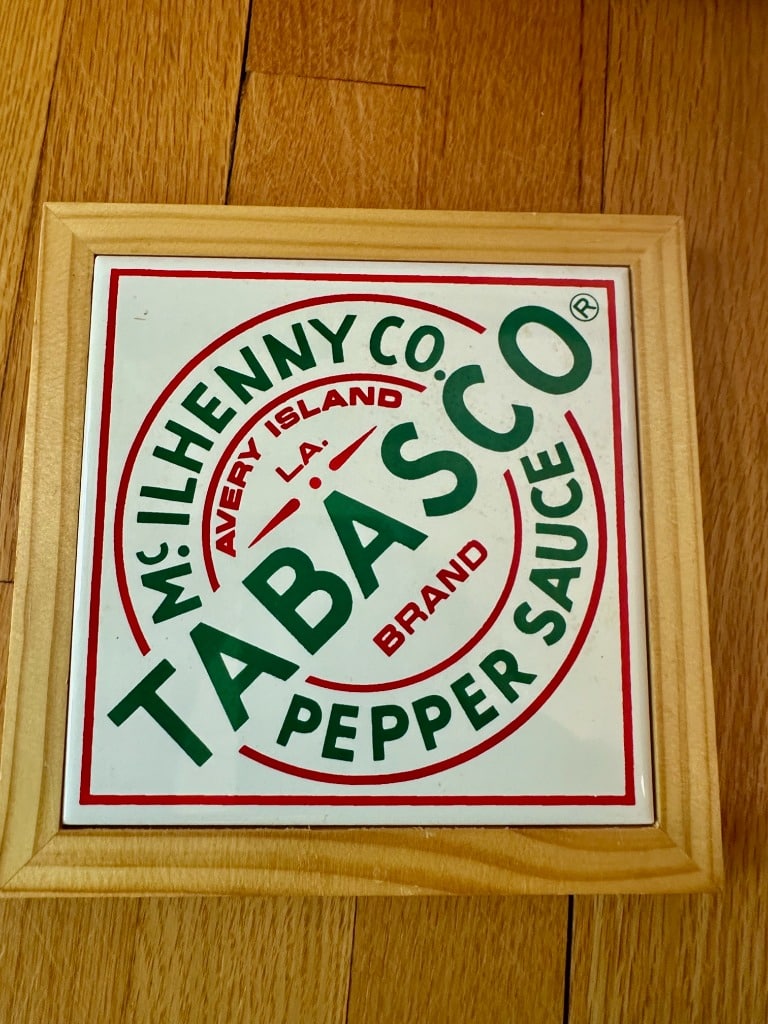 McILHENNY CO.
AVERY ISLAND
LA.
TABASCO®
BRAND
PEPPER SAUCE